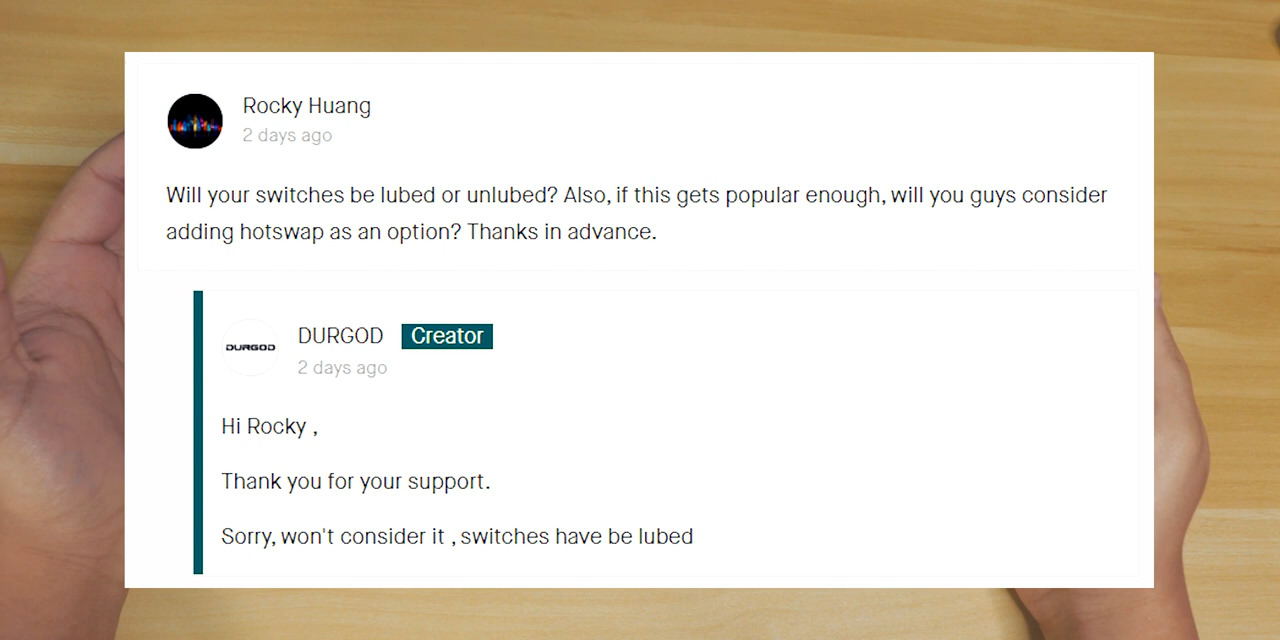 Rocky Huang
2 days ago
Will your switches be lubed or unlubed? Also, if this gets popular enough, will you guys consider
adding hotswap as an option? Thanks in advance.
DURGOD
DURGOD Creator
2 days ago
Hi Rocky ,
Thank you for your support.
Sorry, won't consider it , switches have be lubed